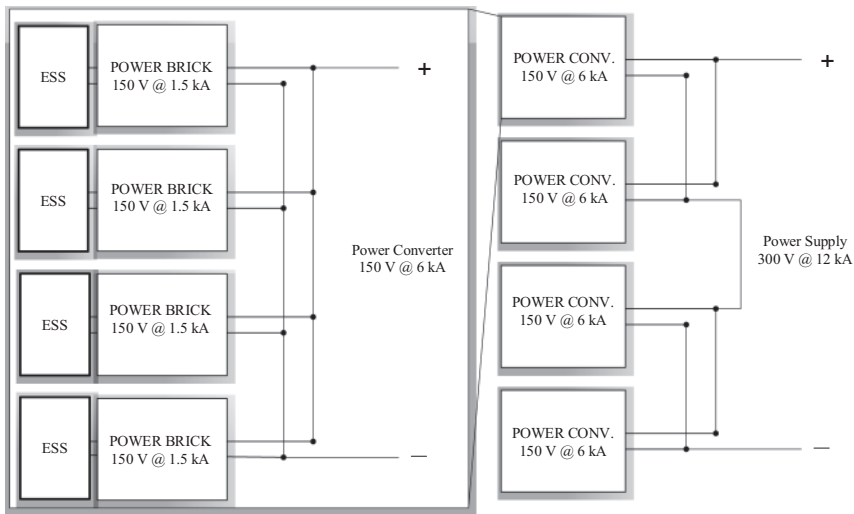 ESS
POWER BRICK
150 V @ 1.5 kA
+
ESS
POWER BRICK
150 V @ 1.5 kA
ESS
POWER BRICK
150 V @ 1.5 kA
ESS
POWER BRICK
150 V @ 1.5 kA
—
Power Converter
150 V @ 6 kA
POWER CONV.
150 V @ 6 kA
+
POWER CONV.
150 V @ 6 kA
POWER CONV.
150 V @ 6 kA
POWER CONV.
150 V @ 6 kA
—
Power Supply
300 V @ 12 kA